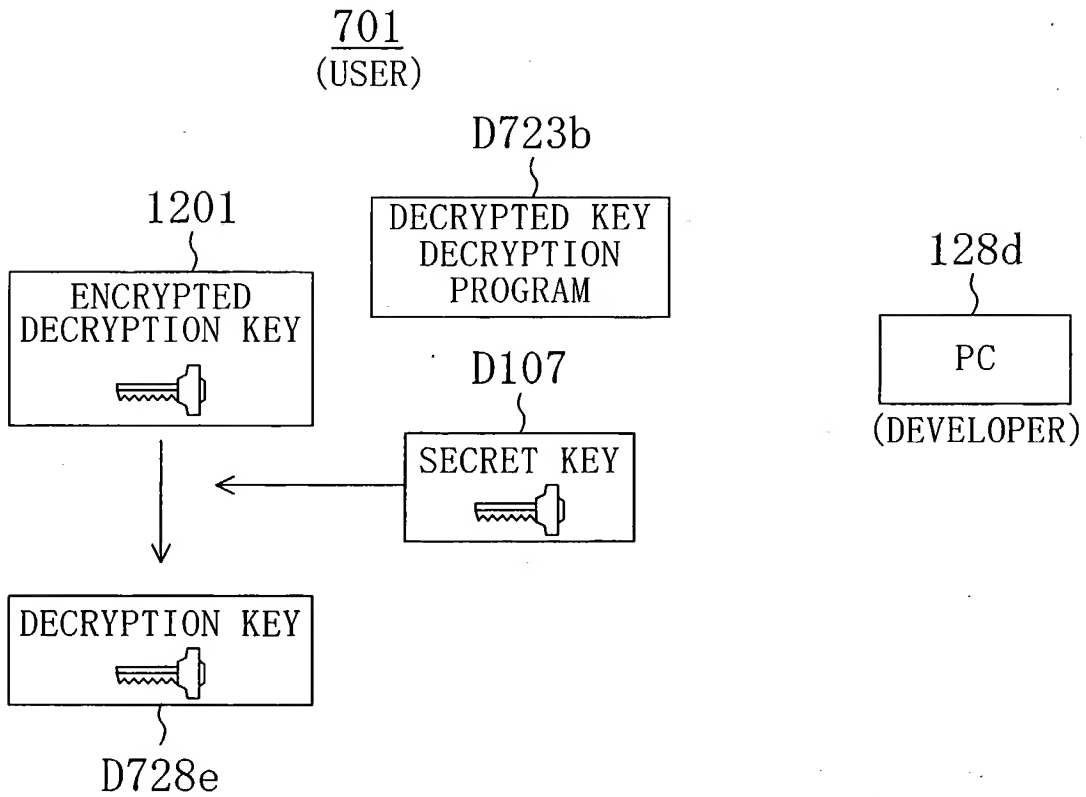 701
(USER)
D723b
DECRYPTED KEY
DECRYPTION
PROGRAM
1201
ENCRYPTED
DECRYPTION KEY
128d
PC
(DEVELOPER)
D107
SECRET KEY
DECRYPTION KEY
D728e